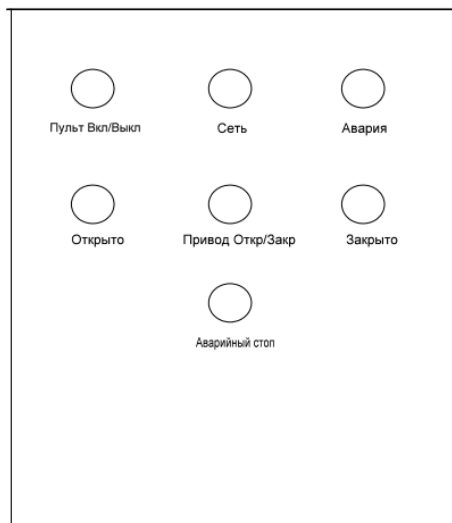 Пульт Вкл/Выкл
Сеть
Авария
Открыто
Привод Откр/Закр
Закрыто
Аварийный стоп